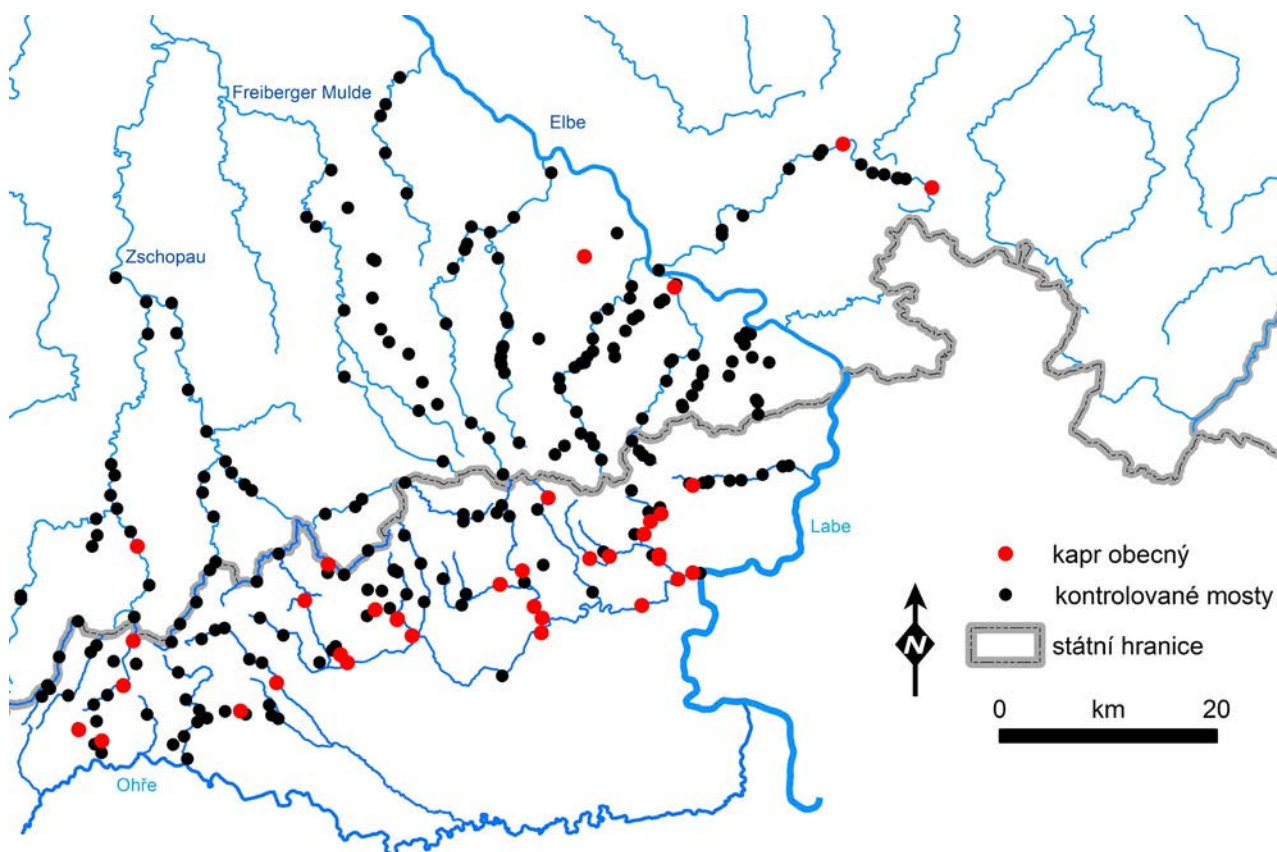 Freiberger Mulde
Elbe
Zschopau
Labe
kapr obecný
kontrolované mosty
N
státní hranice
0 km 20
Ohře